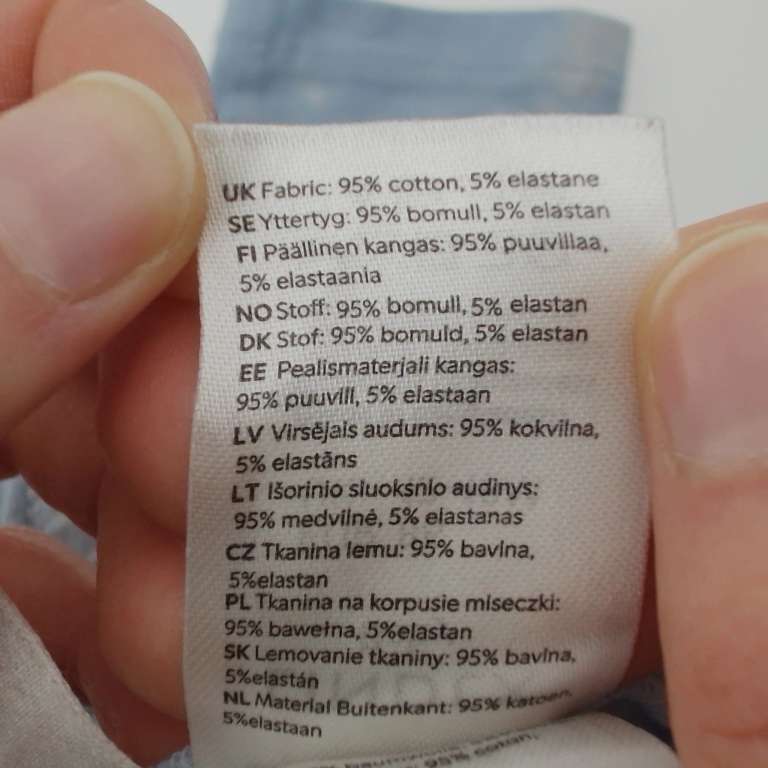 UK Fabric: 95% cotton, 5% elastane
SE Yttertyg: 95% bomull, 5% elastan
FI Päällinen kangas: 95% puuvillaa,
5% elastaania
NO Stoff: 95% bomull, 5% elastan
DK Stof: 95% bomuld, 5% elastan
EE Pealismaterjali kangas:
95% puuvill, 5% elastaan
LV Virsējais audums: 95% kokvilna,
5% elastāns
LT Išorinio sluoksnio audinys:
95% medvilnė, 5% elastanas
CZ Tkanina lemu: 95% bavlna,
5%elastan
PL Tkanina na korpusie miseczki:
95% bawełna, 5%elastan
SK Lemovanie tkaniny: 95% bavlna,
5%elastán
NL Material Buitenkant: 95% katoen,
5%elastaan